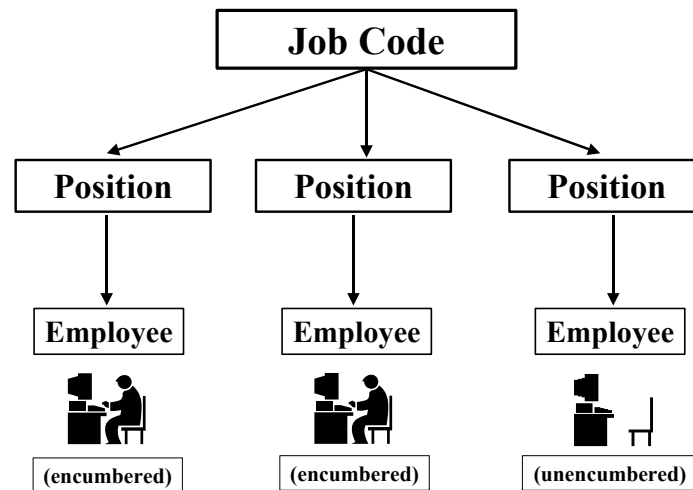 Job Code
Position Position Position
Employee Employee Employee
(encumbered) (encumbered) (unencumbered)